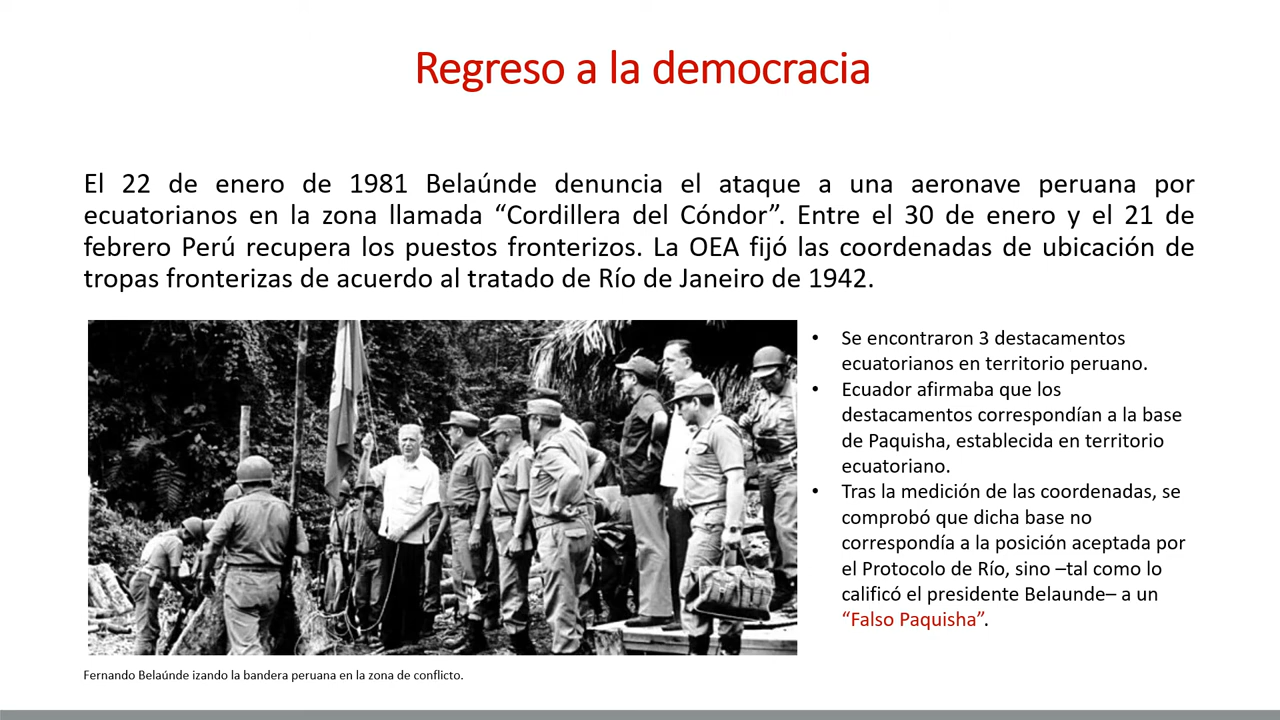 Regreso a la democracia
El 22 de enero de 1981 Belaúnde denuncia el ataque a una aeronave peruana por
ecuatorianos en la zona llamada “Cordillera del Cóndor”. Entre el 30 de enero y el 21 de
febrero Perú recupera los puestos fronterizos. La OEA fijó las coordenadas de ubicación de
tropas fronterizas de acuerdo al tratado de Río de Janeiro de 1942.
• Se encontraron 3 destacamentos
ecuatorianos en territorio peruano.
• Ecuador afirmaba que los
destacamentos correspondían a la base
de Paquisha, establecida en territorio
ecuatoriano.
• Tras la medición de las coordenadas, se
comprobó que dicha base no
correspondía a la posición aceptada por
el Protocolo de Río, sino –tal como lo
calificó el presidente Belaunde– a un
“Falso Paquisha”.
Fernando Belaúnde izando la bandera peruana en la zona de conflicto.